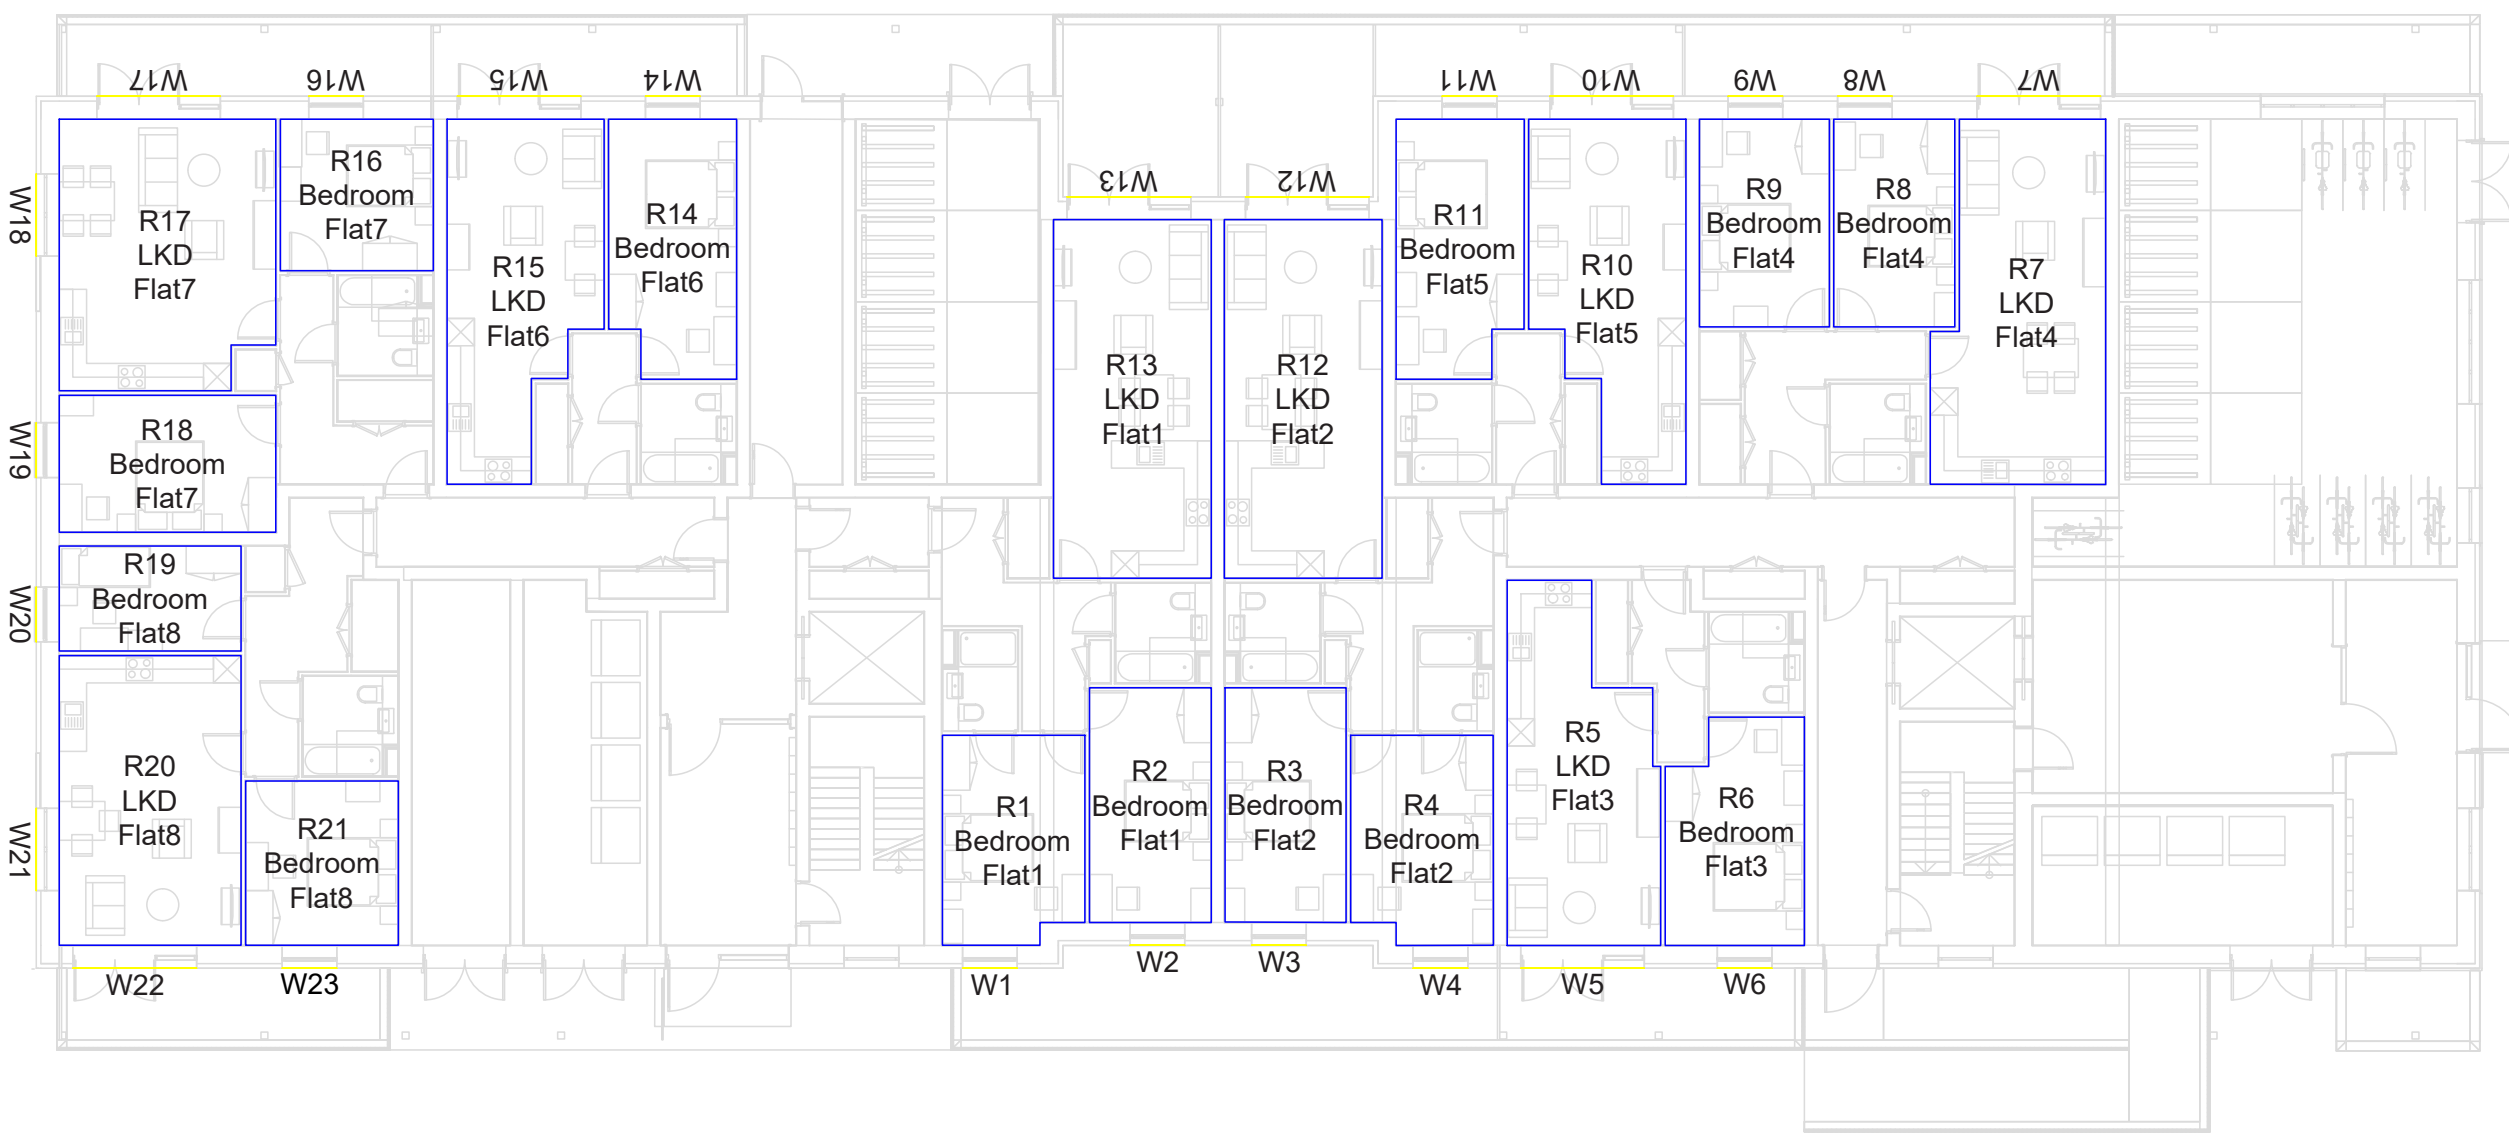 W17
W16
W15
W14
W11
W10
W9
W8
W7
W13
W12
W18
W19
W20
W21
R17
LKD
Flat7
R16
Bedroom
Flat7
R15
LKD
Flat6
R14
Bedroom
Flat6
R13
LKD
Flat1
R12
LKD
Flat2
R11
Bedroom
Flat5
R10
LKD
Flat5
R9
Bedroom
Flat4
R8
Bedroom
Flat4
R7
LKD
Flat4
R18
Bedroom
Flat7
R19
Bedroom
Flat8
R20
LKD
Flat8
R21
Bedroom
Flat8
R1
Bedroom
Flat1
R2
Bedroom
Flat1
R3
Bedroom
Flat2
R4
Bedroom
Flat2
R5
LKD
Flat3
R6
Bedroom
Flat3
W22
W23
W1
W2
W3
W4
W5
W6